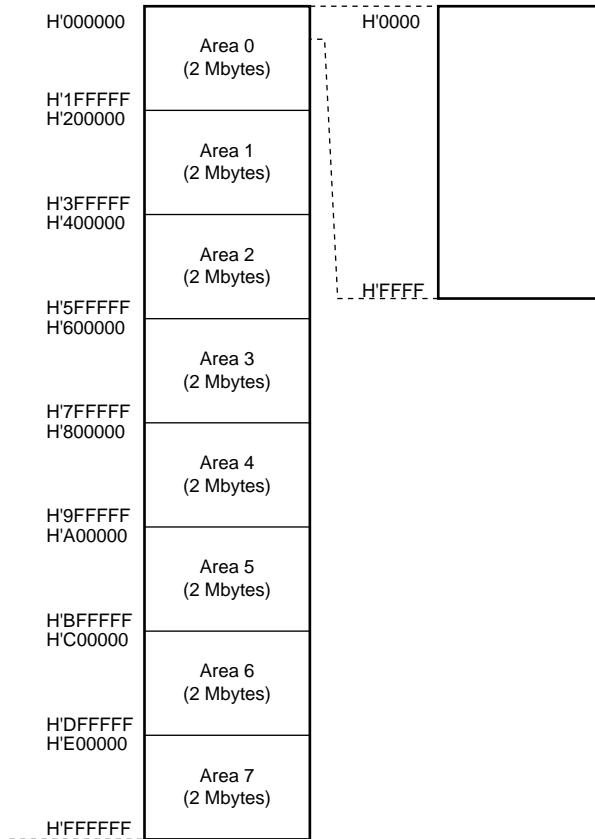 H'000000
H'0000
Area 0
(2 Mbytes)
H'1FFFFF
H'200000
Area 1
(2 Mbytes)
H'3FFFFF
H'400000
Area 2
(2 Mbytes)
H'FFFF
H'5FFFFF
H'600000
Area 3
(2 Mbytes)
H'7FFFFF
H'800000
Area 4
(2 Mbytes)
H'9FFFFF
H'A00000
Area 5
(2 Mbytes)
H'BFFFFF
H'C00000
Area 6
(2 Mbytes)
H'DFFFFF
H'E00000
Area 7
(2 Mbytes)
H'FFFFFF